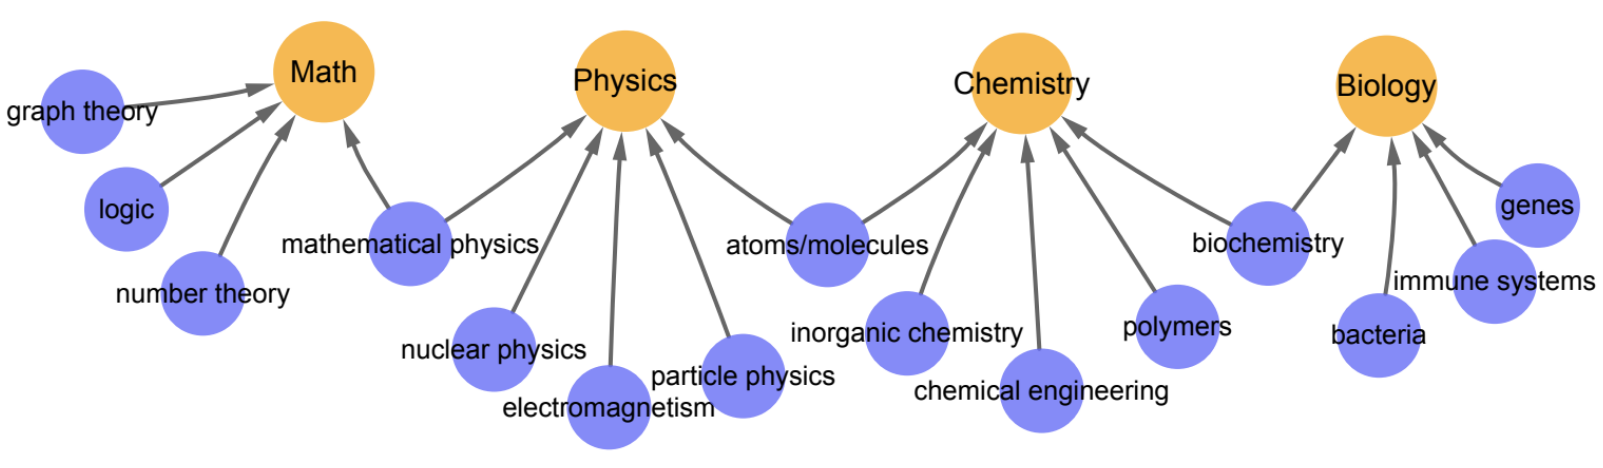 Math
Physics
Chemistry
Biology
graph theory
logic
number theory
mathematical physics
nuclear physics
electromagnetism
particle physics
atoms/molecules
inorganic chemistry
chemical engineering
polymers
biochemistry
bacteria
immune systems
genes